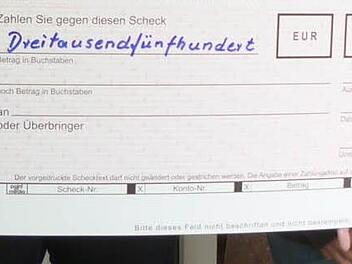 Zahlen Sie gegen diesen Scheck
Dreitausendfünfhundert EUR
Betrag in Buchstaben
noch Betrag in Buchstaben
an
oder Überbringer
Der vorgedruckte Schecktext darf nicht geändert oder gestrichen werden. Die Angabe einer Zahlungsfrist auf
Scheck-Nr. X Konto-Nr. X Betrag
Bitte dieses Feld nicht beschriften und nicht bestempeln